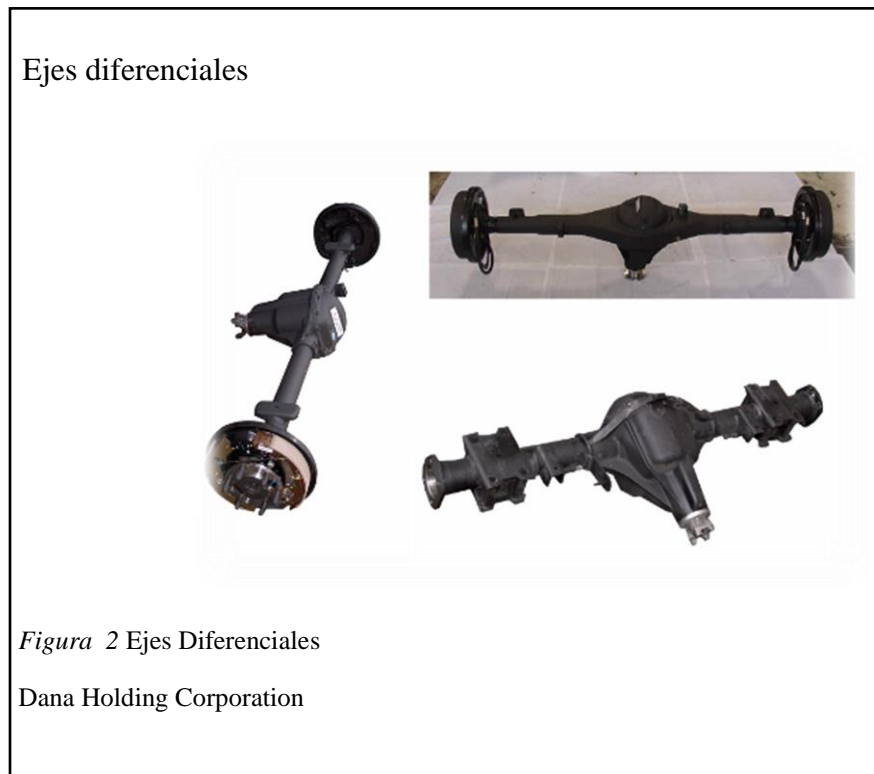 Ejes diferenciales
Figura 2 Ejes Diferenciales
Dana Holding Corporation